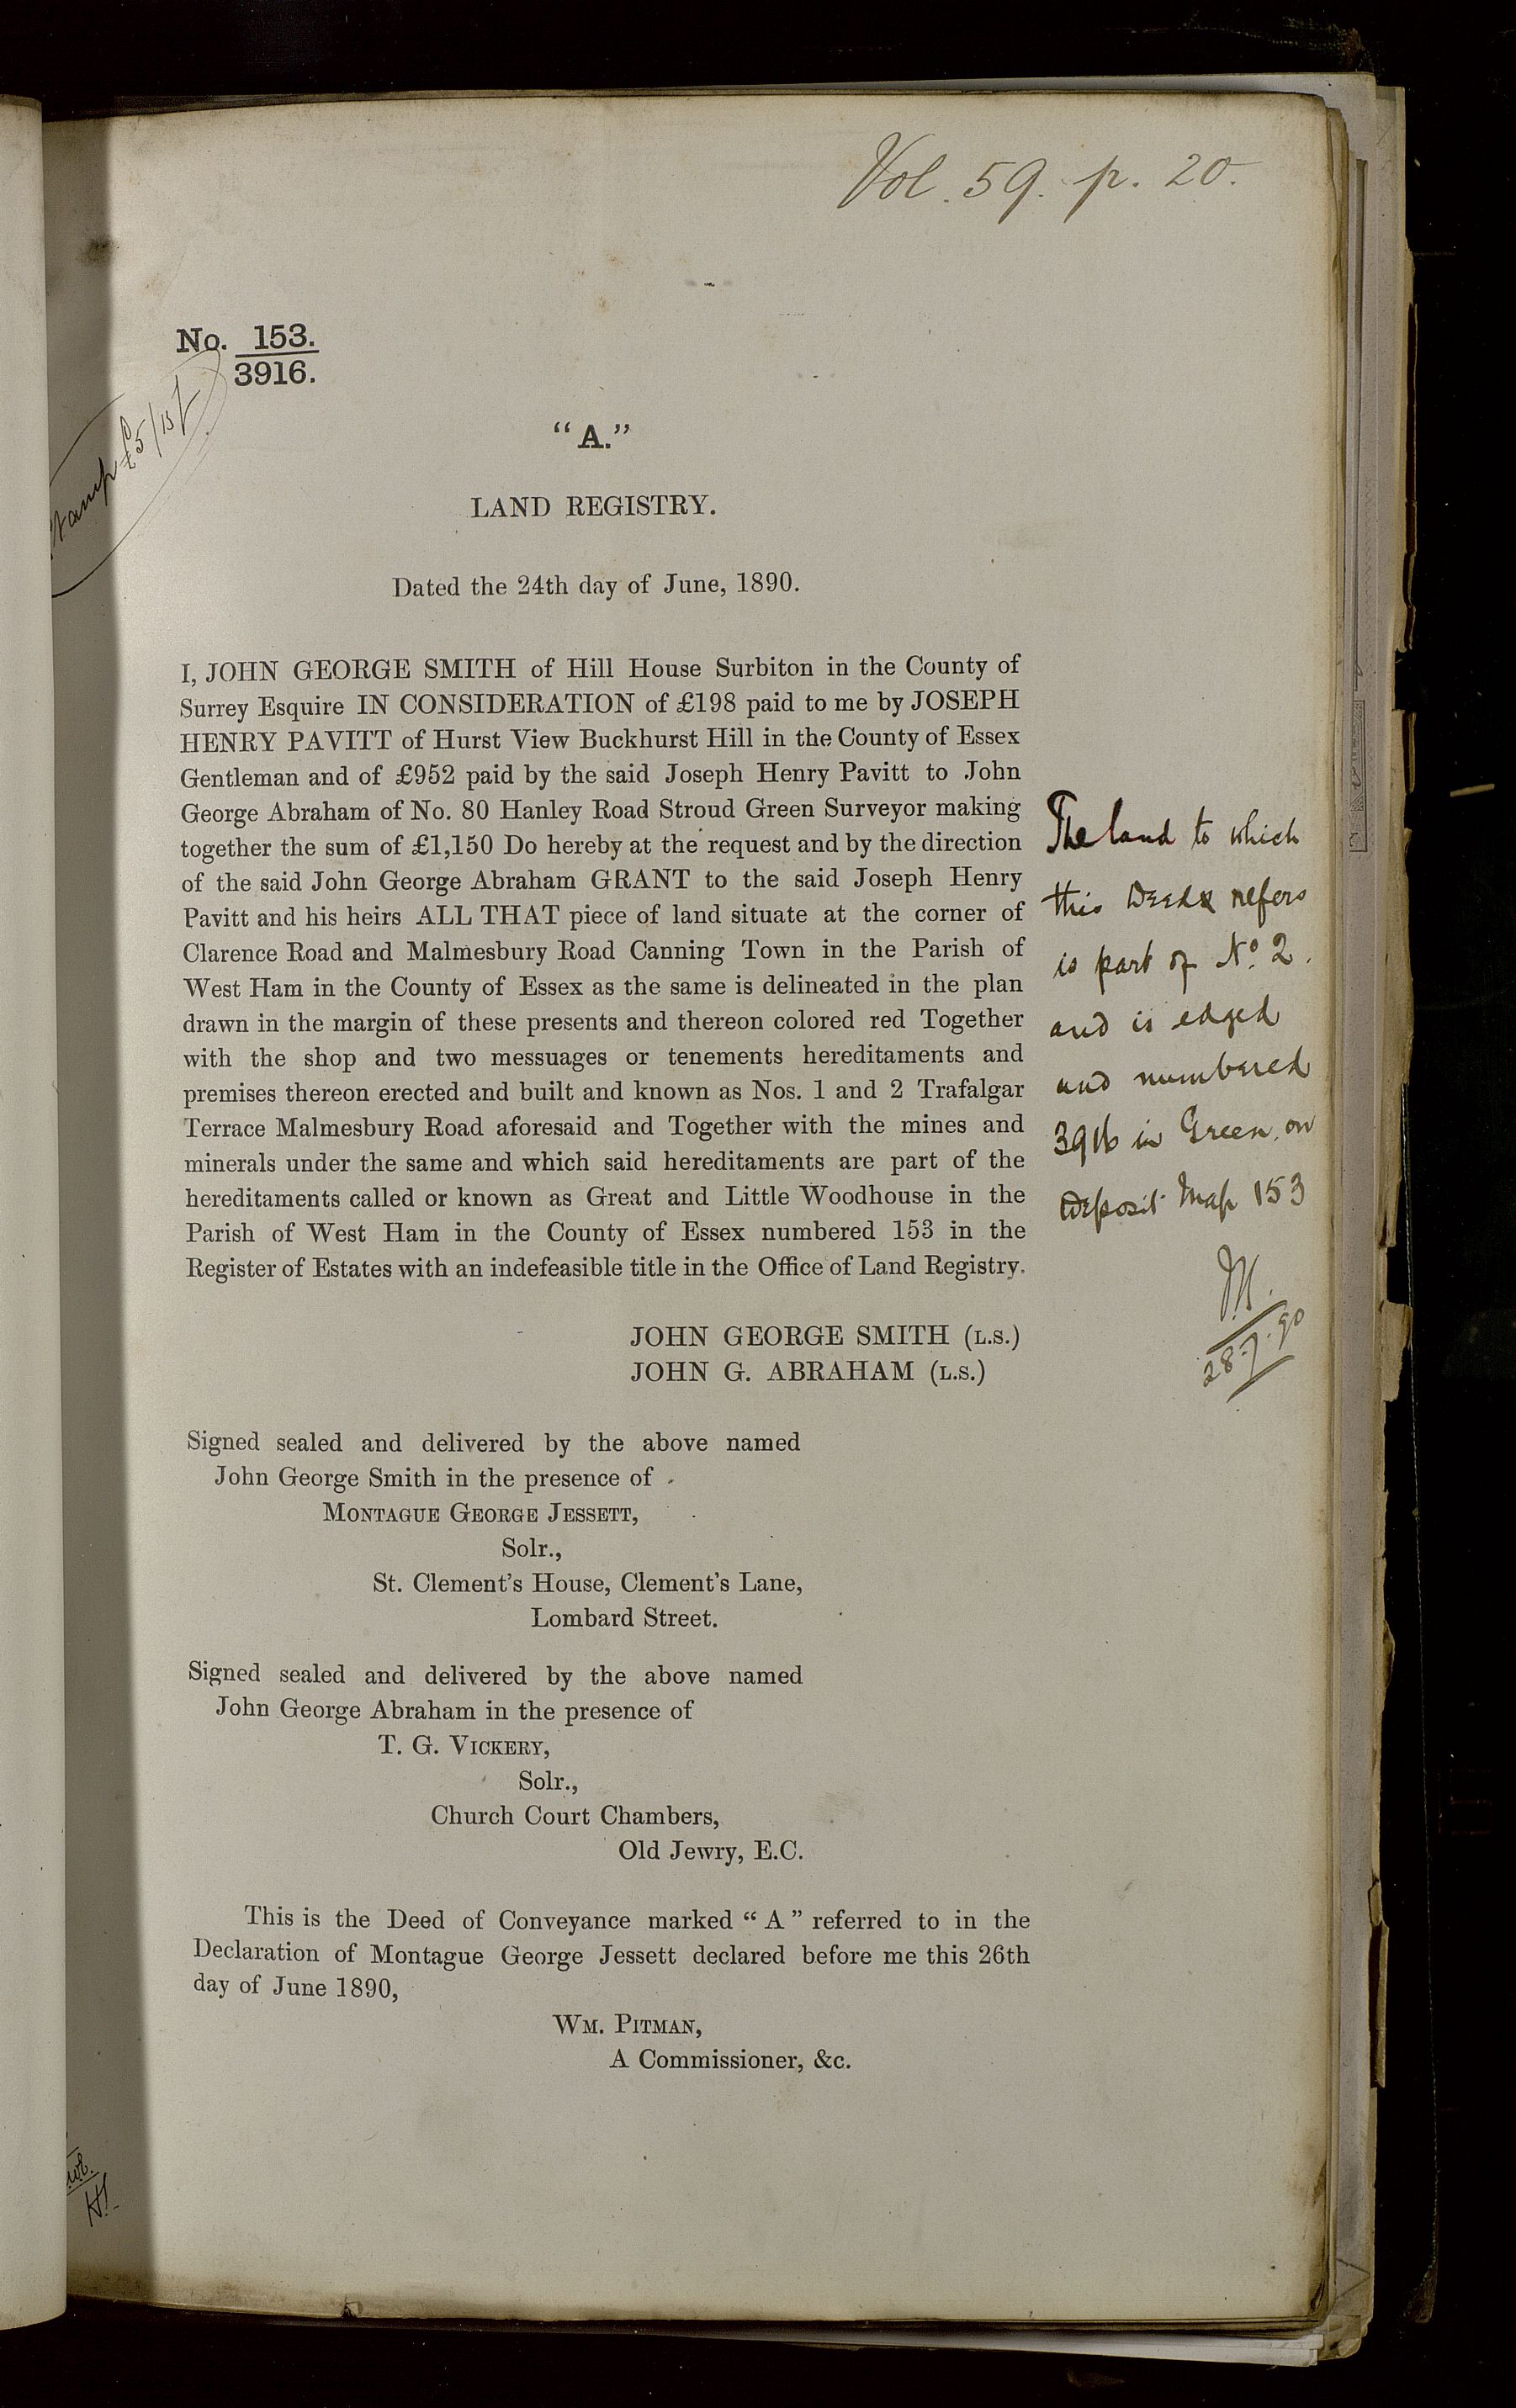 Vol. 59. p. 20.
No. 153.
3916.
Stamp £5/15/
“A.”
LAND REGISTRY.
Dated the 24th day of June, 1890.
I, JOHN GEORGE SMITH of Hill House Surbiton in the County of
Surrey Esquire IN CONSIDERATION of £198 paid to me by JOSEPH
HENRY PAVITT of Hurst View Buckhurst Hill in the County of Essex
Gentleman and of £952 paid by the said Joseph Henry Pavitt to John
George Abraham of No. 80 Hanley Road Stroud Green Surveyor making
together the sum of £1,150 Do hereby at the request and by the direction
of the said John George Abraham GRANT to the said Joseph Henry
Pavitt and his heirs ALL THAT piece of land situate at the corner of
Clarence Road and Malmesbury Road Canning Town in the Parish of
West Ham in the County of Essex as the same is delineated in the plan
drawn in the margin of these presents and thereon colored red Together
with the shop and two messuages or tenements hereditaments and
premises thereon erected and built and known as Nos. 1 and 2 Trafalgar
Terrace Malmesbury Road aforesaid and Together with the mines and
minerals under the same and which said hereditaments are part of the
hereditaments called or known as Great and Little Woodhouse in the
Parish of West Ham in the County of Essex numbered 153 in the
Register of Estates with an indefeasible title in the Office of Land Registry.
The land to which
this Deed refers
is part of No. 2.
and is edged
and numbered
3916 in Green, on
Deposit Map 153
M.
28.7.90
JOHN GEORGE SMITH (L.S.)
JOHN G. ABRAHAM (L.S.)
Signed sealed and delivered by the above named
John George Smith in the presence of
MONTAGUE GEORGE JESSETT,
Solr.,
St. Clement’s House, Clement’s Lane,
Lombard Street.
Signed sealed and delivered by the above named
John George Abraham in the presence of
T. G. VICKERY,
Solr.,
Church Court Chambers,
Old Jewry, E.C.
This is the Deed of Conveyance marked “ A ” referred to in the
Declaration of Montague George Jessett declared before me this 26th
day of June 1890,
WM. PITMAN,
A Commissioner, &c.